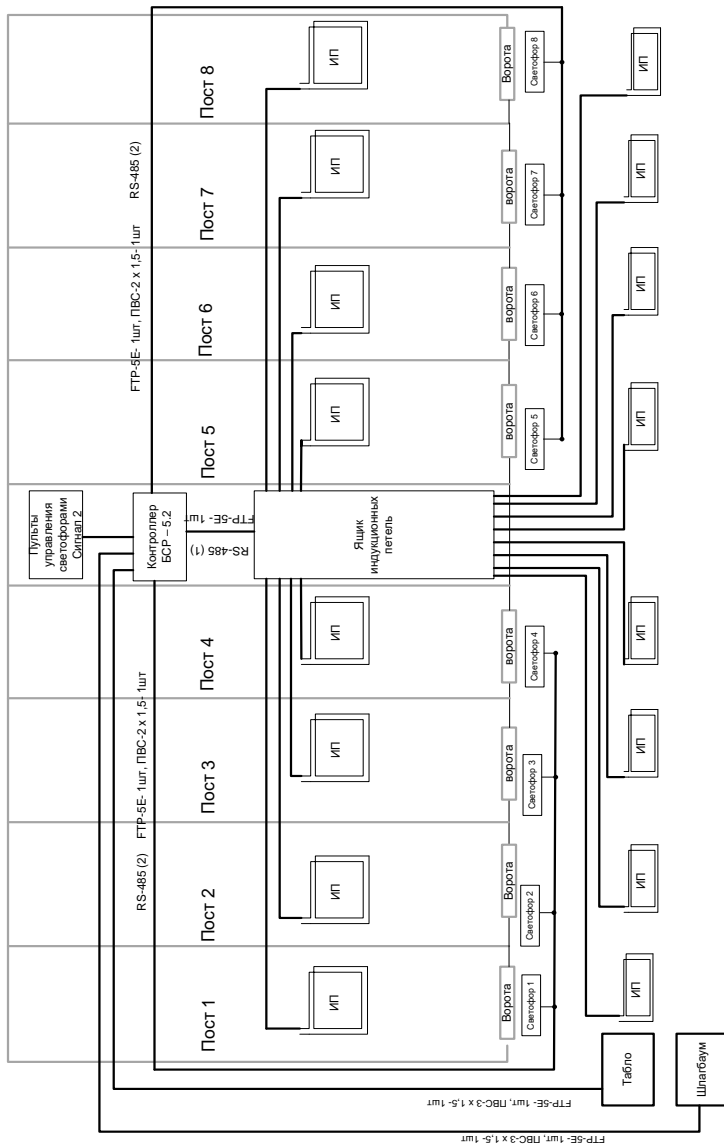 Пульты
управления
светофорами
Сигнал 2
Контроллер
БСР – 5.2
RS-485 (2)
FTP-5E- 1шт, ПВС-2 x 1,5- 1шт
FTP-5E- 1шт, ПВС-2 x 1,5- 1шт
RS-485 (2)
RS-485 (1)
FTP-5E - 1шт
Ящик
индукционных
петель
Пост 1
Пост 2
Пост 3
Пост 4
Пост 5
Пост 6
Пост 7
Пост 8
ИП
ИП
ИП
ИП
ИП
ИП
ИП
ИП
Ворота
Ворота
ворота
ворота
ворота
ворота
ворота
Ворота
Светофор 1
Светофор 2
Светофор 3
Светофор 4
Светофор 5
Светофор 6
Светофор 7
Светофор 8
ИП
ИП
ИП
ИП
ИП
ИП
ИП
ИП
Табло
FTP-5E- 1шт, ПВС-3 x 1,5- 1шт
Шлагбаум
FTP-5E- 1шт, ПВС-3 x 1,5- 1шт